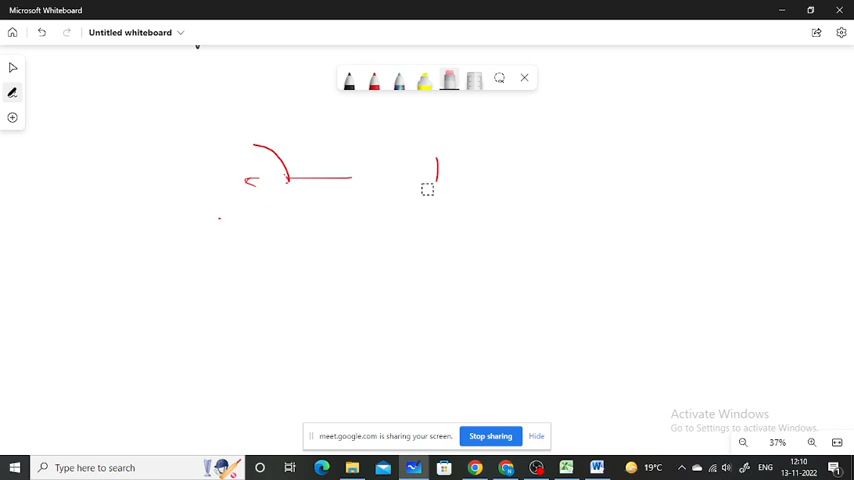 Microsoft Whiteboard
Untitled whiteboard
meet.google.com is sharing your screen.
Stop sharing
Hide
Activate Windows
Go to Settings to activate Windows.
37%
Type here to search
19°C
ENG
12:10
13-11-2022